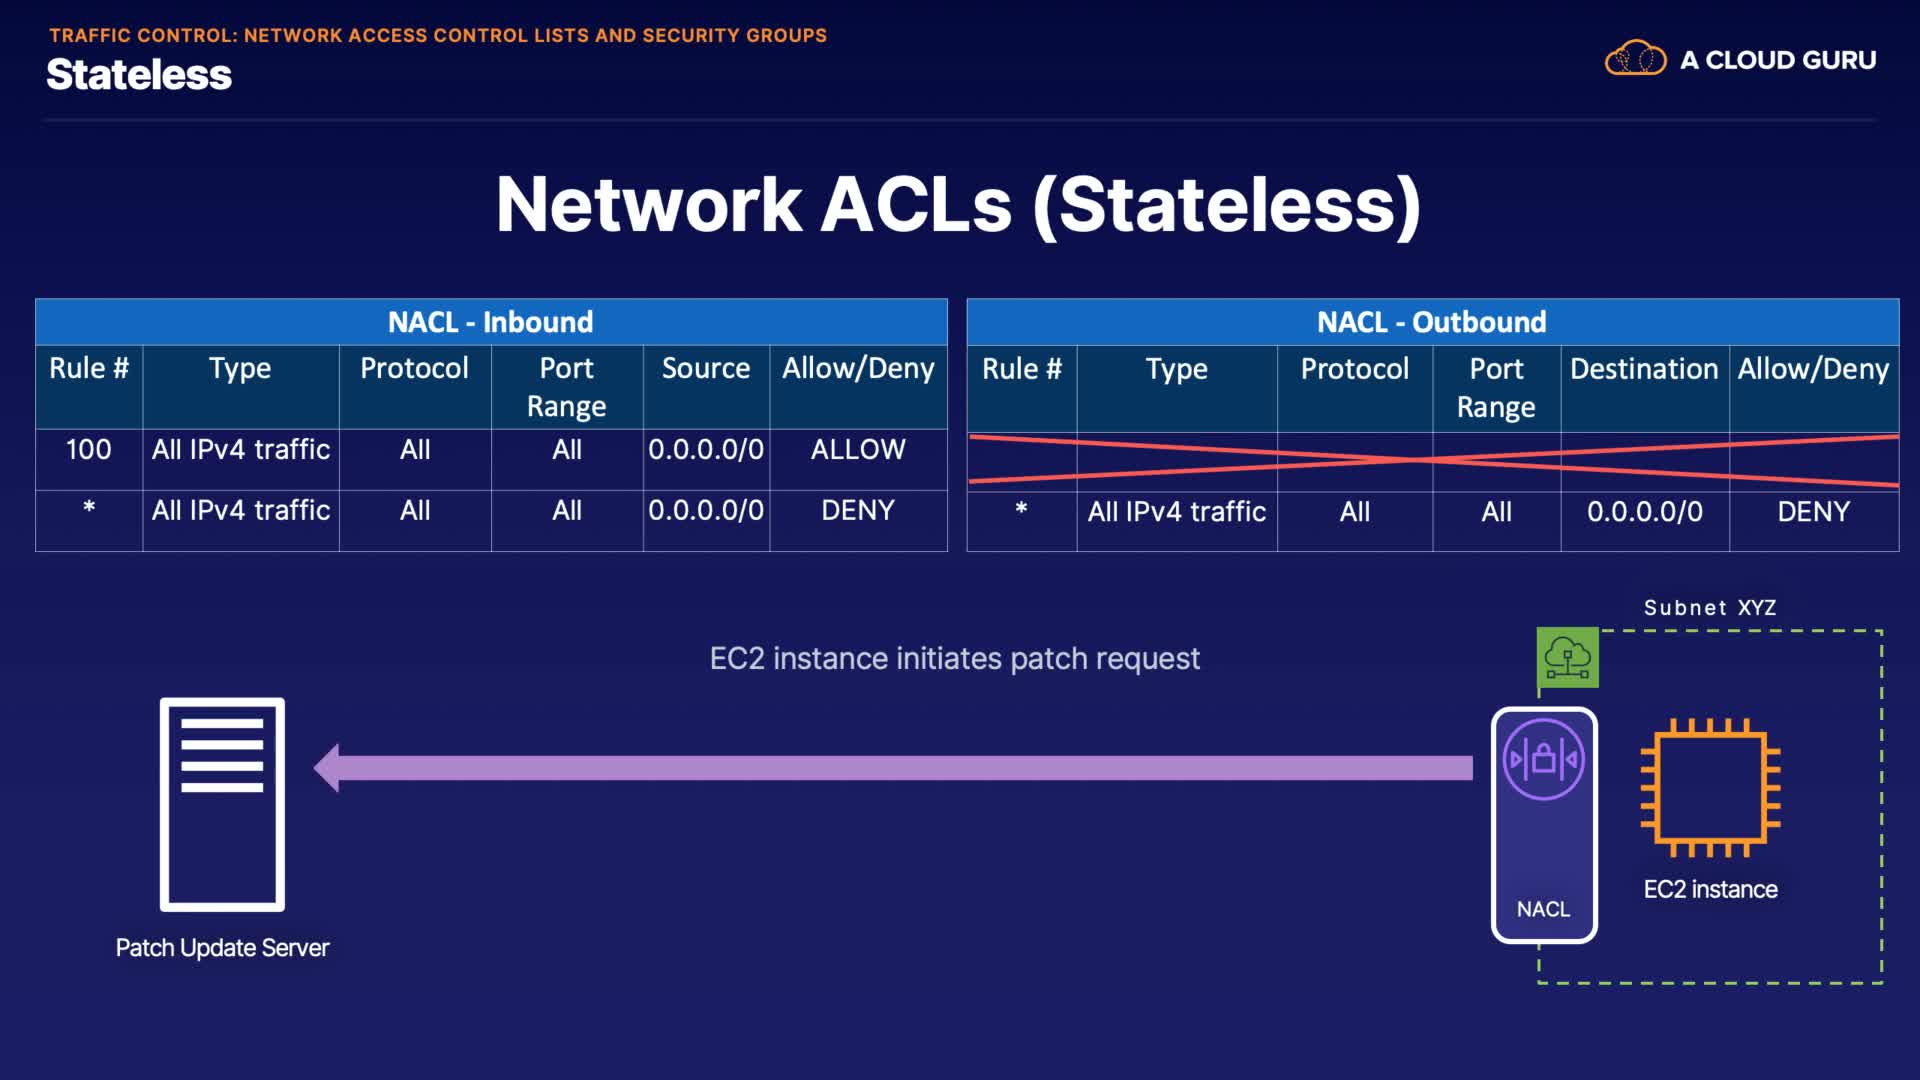 TRAFFIC CONTROL: NETWORK ACCESS CONTROL LISTS AND SECURITY GROUPS
Stateless
A CLOUD GURU
Network ACLs (Stateless)
NACL - Inbound
Rule # Type Protocol Port Range Source Allow/Deny
100 All IPv4 traffic All All 0.0.0.0/0 ALLOW
* All IPv4 traffic All All 0.0.0.0/0 DENY
NACL - Outbound
Rule # Type Protocol Port Range Destination Allow/Deny
* All IPv4 traffic All All 0.0.0.0/0 DENY
Subnet XYZ
EC2 instance initiates patch request
EC2 instance
NACL
Patch Update Server